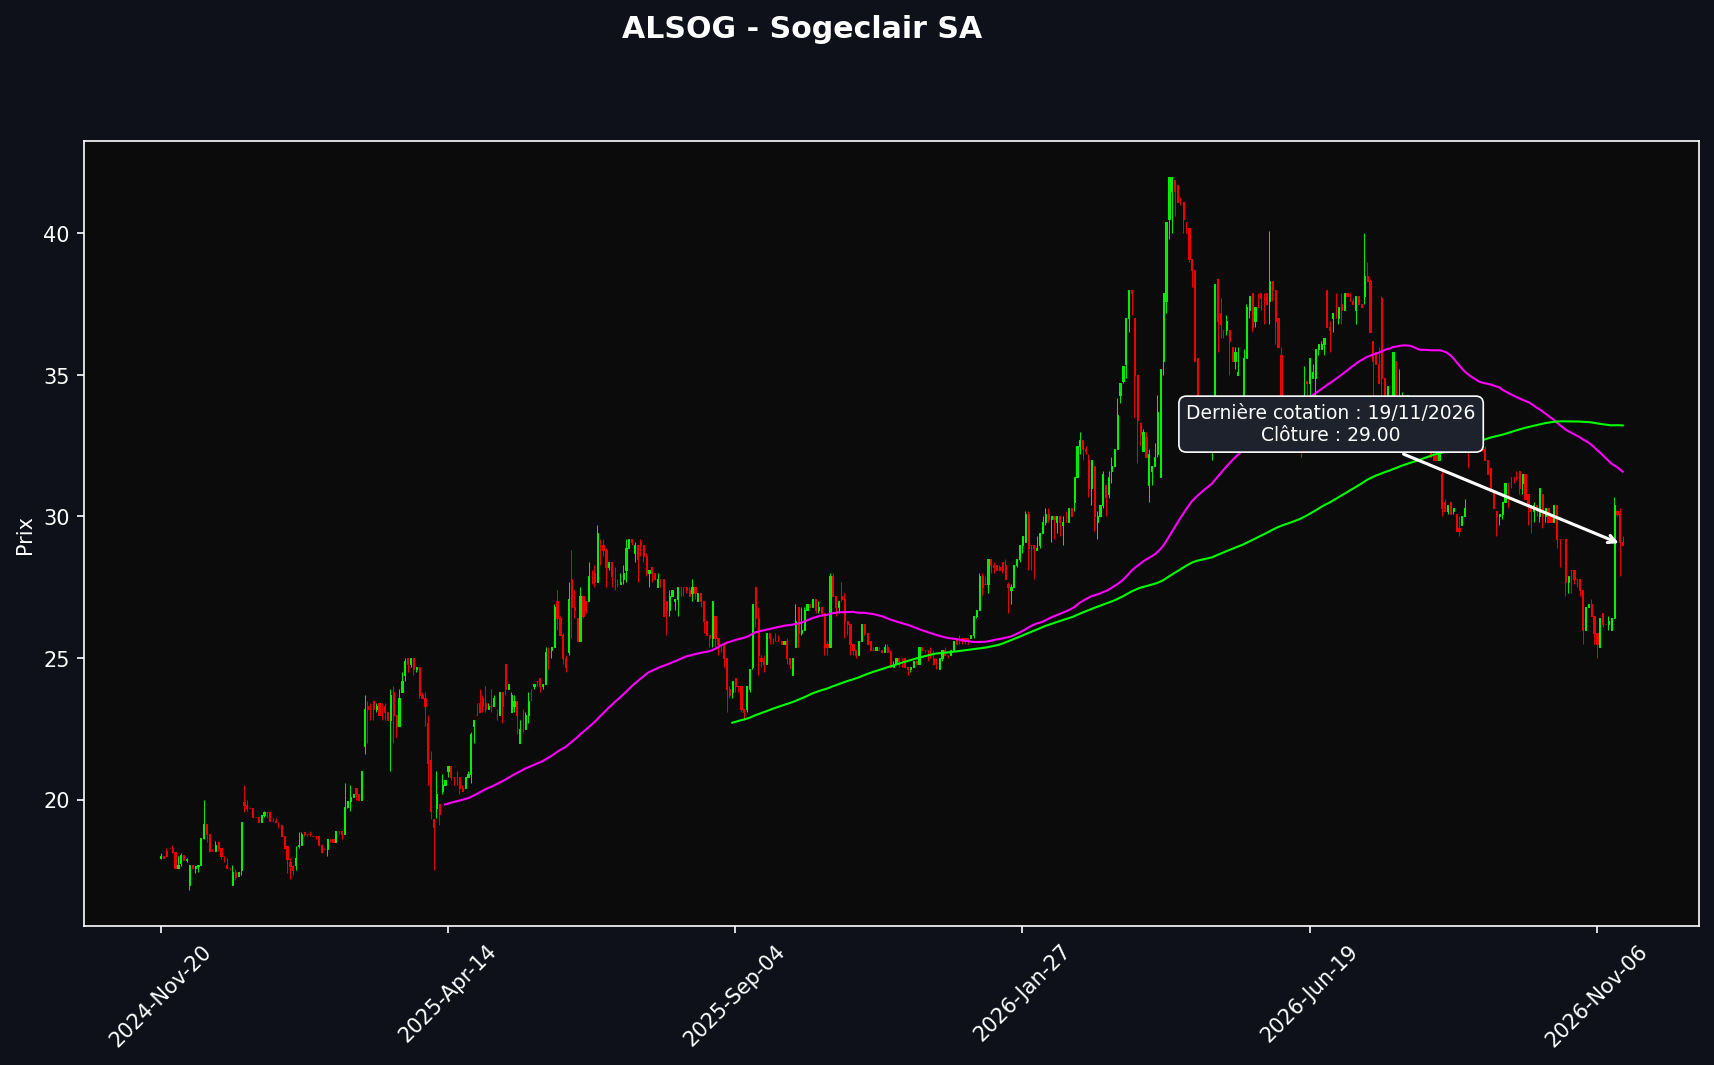 ALSOG - Sogeclair SA
Prix
40
35
30
25
20
Dernière cotation : 19/11/2026
Clôture : 29.00
2024-Nov-20
2025-Apr-14
2025-Sep-04
2026-Jan-27
2026-Jun-19
2026-Nov-06